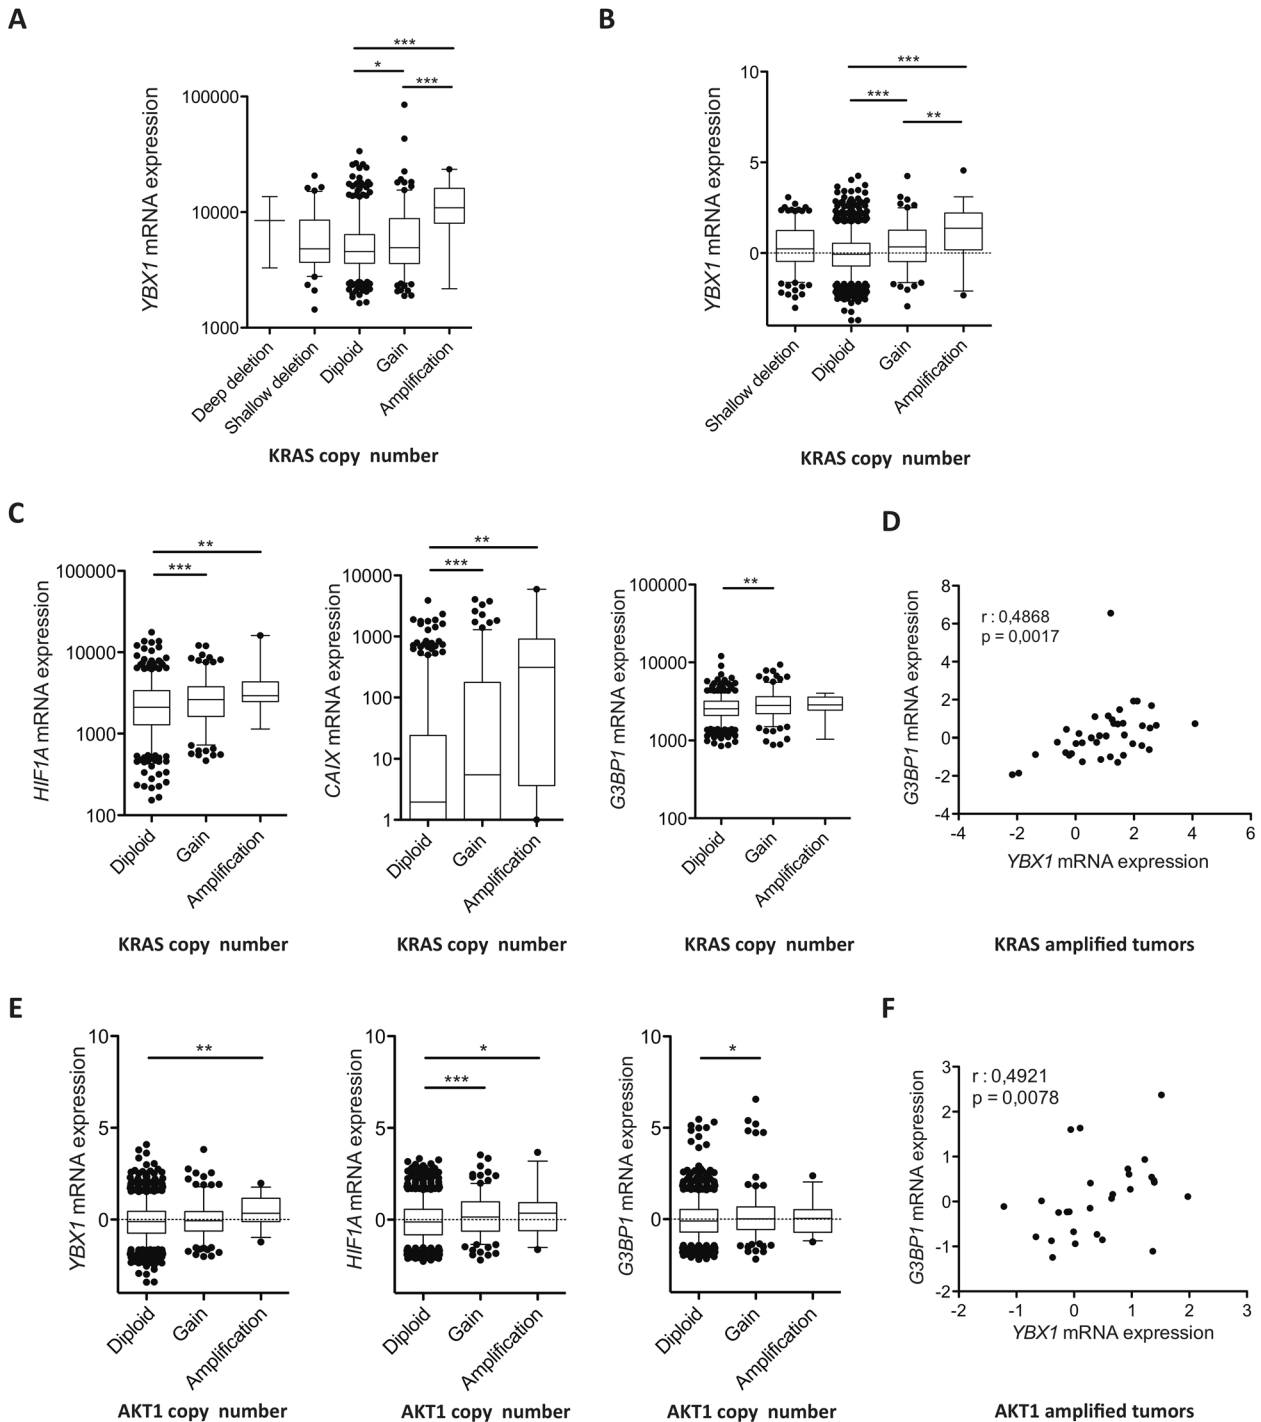 A
B
***
*
***
100000
10000
1000
YBX1 mRNA expression
Deep deletion
Shallow deletion
Diploid
Gain
Amplification
KRAS copy number
***
***
**
10
5
0
YBX1 mRNA expression
Shallow deletion
Diploid
Gain
Amplification
KRAS copy number
C
D
**
***
100000
10000
1000
100
HIF1A mRNA expression
Diploid
Gain
Amplification
KRAS copy number
**
***
10000
1000
100
10
1
CAIX mRNA expression
Diploid
Gain
Amplification
KRAS copy number
**
100000
10000
1000
100
G3BP1 mRNA expression
Diploid
Gain
Amplification
KRAS copy number
r : 0,4868
p = 0,0017
8
6
4
2
0
-2
-4
G3BP1 mRNA expression
-4 -2 0 2 4 6
YBX1 mRNA expression
KRAS amplified tumors
E
F
**
10
5
0
YBX1 mRNA expression
Diploid
Gain
Amplification
AKT1 copy number
*
***
10
5
0
HIF1A mRNA expression
Diploid
Gain
Amplification
AKT1 copy number
*
10
5
0
G3BP1 mRNA expression
Diploid
Gain
Amplification
AKT1 copy number
r : 0,4921
p = 0,0078
3
2
1
0
-1
-2
G3BP1 mRNA expression
-2 -1 0 1 2 3
YBX1 mRNA expression
AKT1 amplified tumors